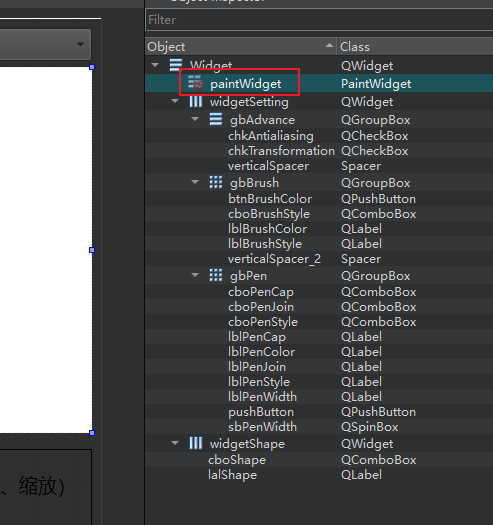 Filter
Object Class
Widget QWidget
paintWidget PaintWidget
widgetSetting QWidget
gbAdvance QGroupBox
chkAntialiasing QCheckBox
chkTransformation QCheckBox
verticalSpacer Spacer
gbBrush QGroupBox
btnBrushColor QPushButton
cboBrushStyle QComboBox
lblBrushColor QLabel
lblBrushStyle QLabel
verticalSpacer_2 Spacer
gbPen QGroupBox
cboPenCap QComboBox
cboPenJoin QComboBox
cboPenStyle QComboBox
lblPenCap QLabel
lblPenColor QLabel
lblPenJoin QLabel
lblPenStyle QLabel
lblPenWidth QLabel
pushButton QPushButton
sbPenWidth QSpinBox
widgetShape QWidget
cboShape QComboBox
lalShape QLabel
、缩放)